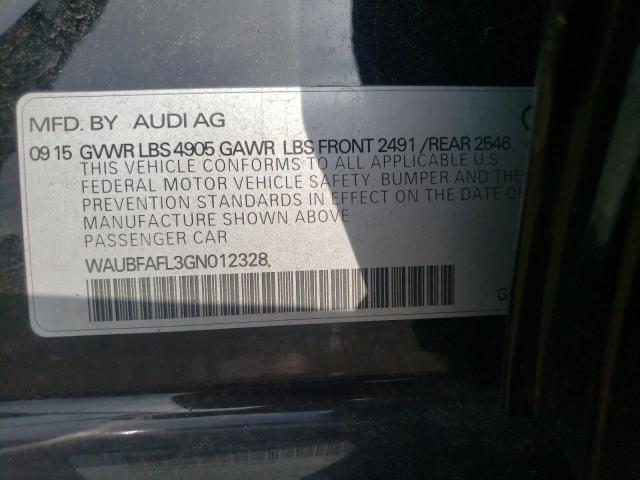 MFD. BY AUDI AG
09 15 GVWR LBS 4905 GAWR LBS FRONT 2491 /REAR 2546
THIS VEHICLE CONFORMS TO ALL APPLICABLE U.S.
FEDERAL MOTOR VEHICLE SAFETY, BUMPER AND THE
PREVENTION STANDARDS IN EFFECT ON THE DATE OF
MANUFACTURE SHOWN ABOVE
PASSENGER CAR
WAUBFAFL3GN012328,
G